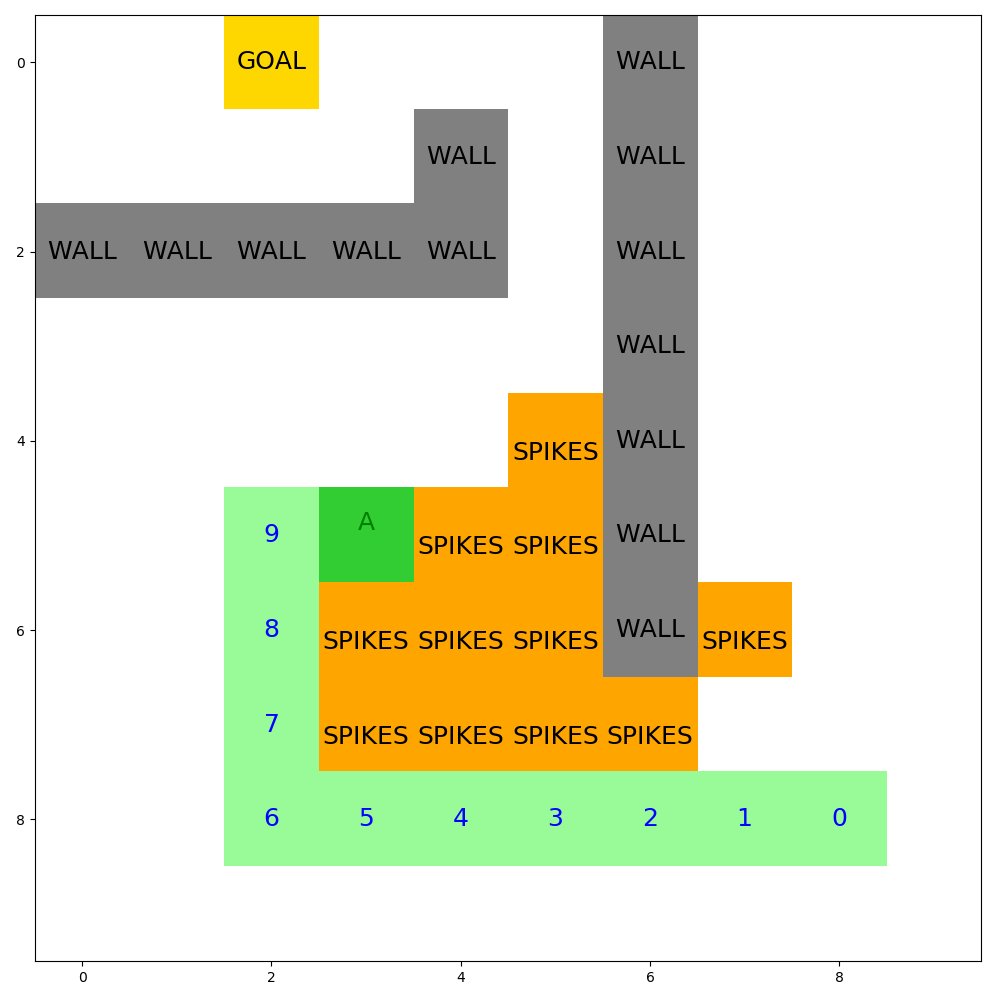 0 GOAL WALL
WALL WALL
2 WALL WALL WALL WALL WALL WALL
WALL
4 SPIKES WALL
9 A SPIKES SPIKES WALL
6 8 SPIKES SPIKES SPIKES WALL SPIKES
7 SPIKES SPIKES SPIKES SPIKES
8 6 5 4 3 2 1 0
0 2 4 6 8